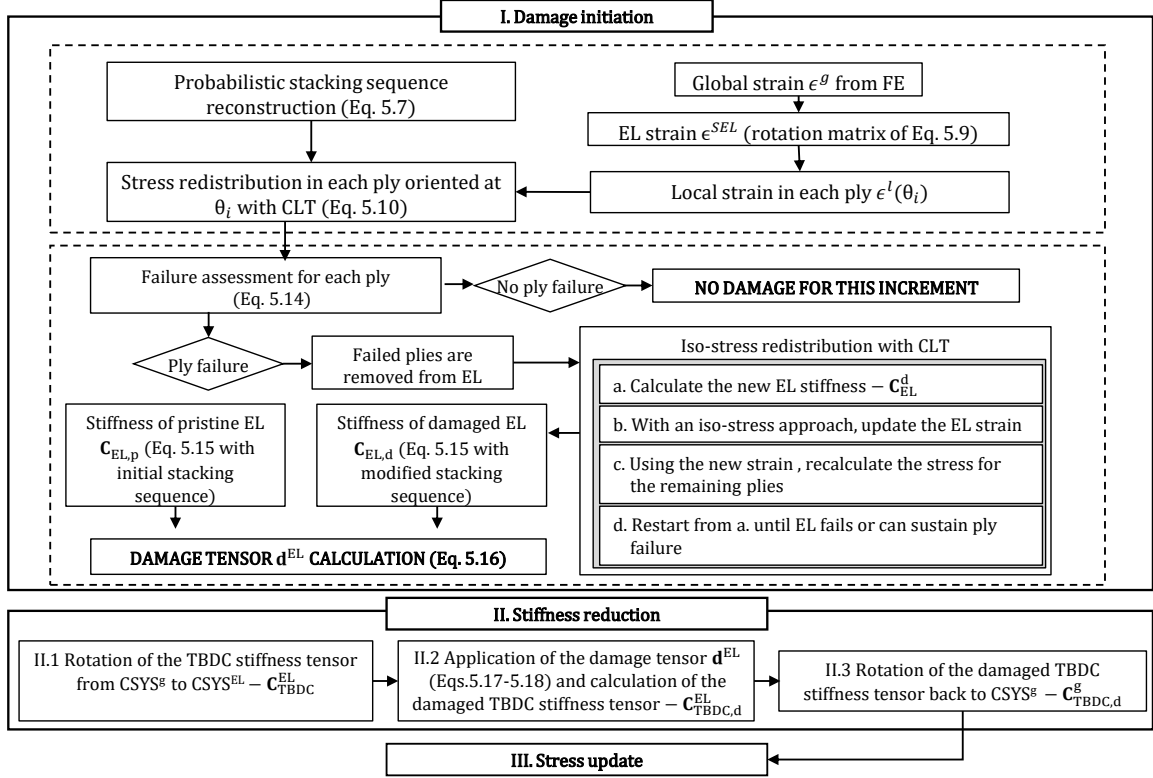 I. Damage initiation
Probabilistic stacking sequence
reconstruction (Eq. 5.7)
Global strain ϵ^g from FE
EL strain ϵ^SEL (rotation matrix of Eq. 5.9)
Local strain in each ply ϵ^l(θ_i)
Stress redistribution in each ply oriented at
θ_i with CLT (Eq. 5.10)
Failure assessment for each ply
(Eq. 5.14)
No ply failure
NO DAMAGE FOR THIS INCREMENT
Ply failure
Failed plies are
removed from EL
Iso-stress redistribution with CLT
a. Calculate the new EL stiffness – C_EL^d
b. With an iso-stress approach, update the EL strain
c. Using the new strain , recalculate the stress for
the remaining plies
d. Restart from a. until EL fails or can sustain ply
failure
Stiffness of pristine EL
C_EL,p (Eq. 5.15 with
initial stacking
sequence)
Stiffness of damaged EL
C_EL,d (Eq. 5.15 with
modified stacking
sequence)
DAMAGE TENSOR d^EL CALCULATION (Eq. 5.16)
II. Stiffness reduction
II.1 Rotation of the TBDC stiffness tensor
from CSYS^g to CSYS^EL – C_TBDC^EL
II.2 Application of the damage tensor d^EL
(Eqs.5.17-5.18) and calculation of the
damaged TBDC stiffness tensor – C_TBDC,d^EL
II.3 Rotation of the damaged TBDC
stiffness tensor back to CSYS^g – C_TBDC,d^g
III. Stress update